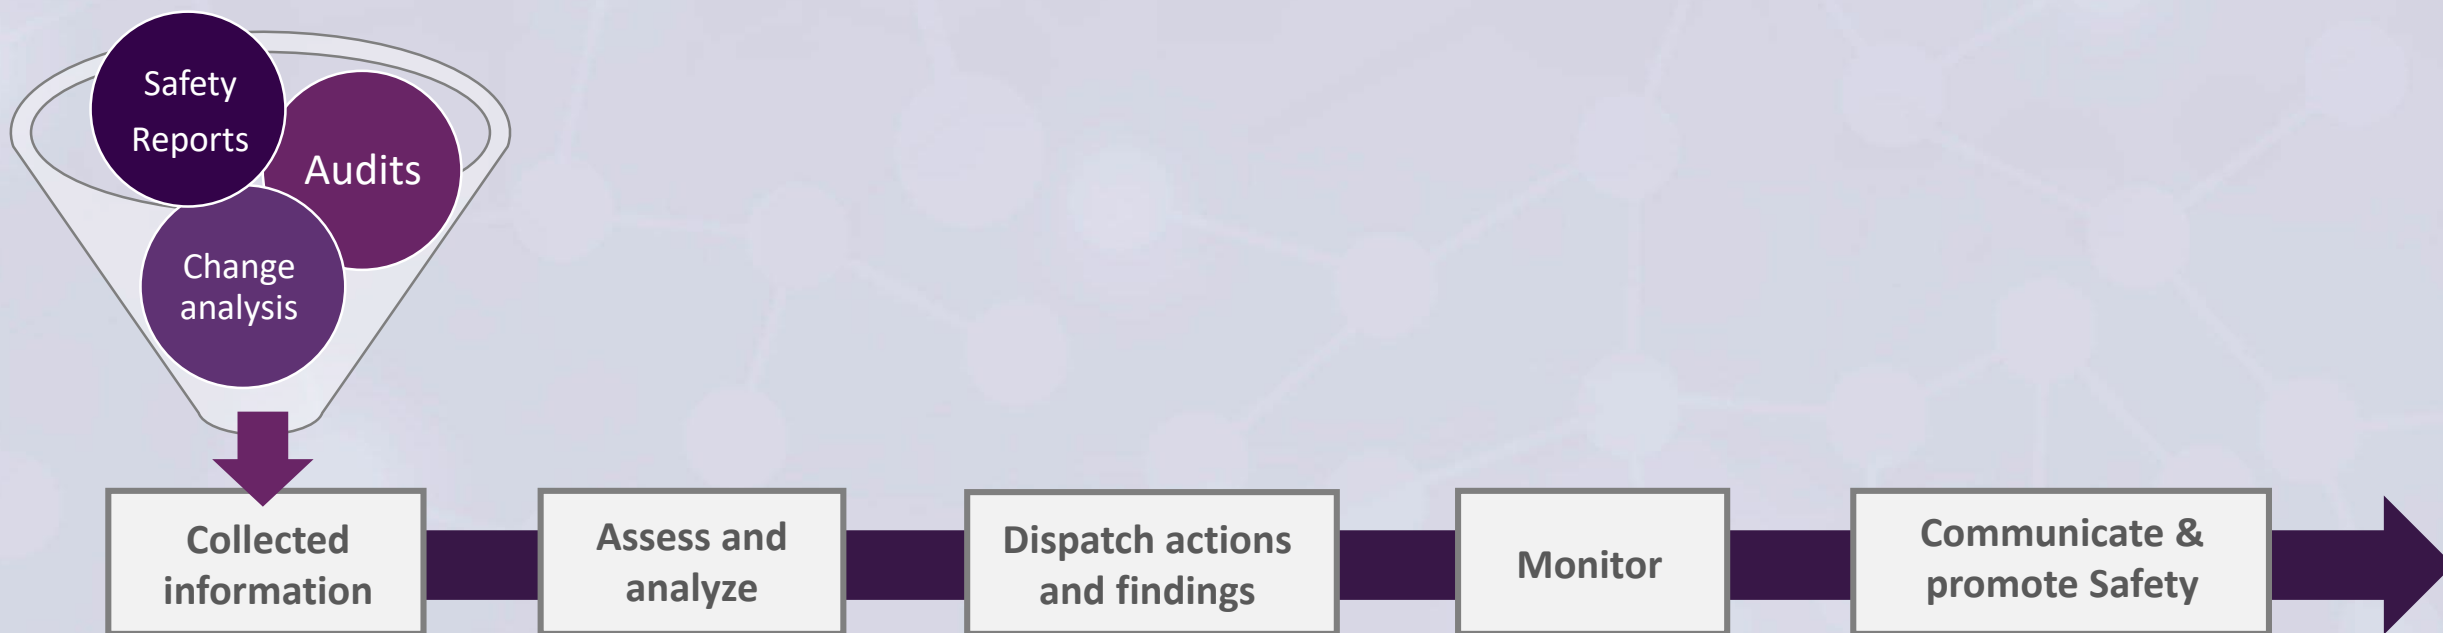 Safety
Reports
Audits
Change
analysis
Collected
information
Assess and
analyze
Dispatch actions
and findings
Monitor
Communicate &
promote Safety